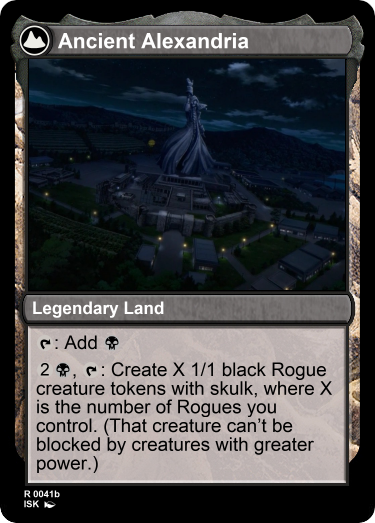 Ancient Alexandria
Legendary Land
: Add
2 , : Create X 1/1 black Rogue
creature tokens with skulk, where X
is the number of Rogues you
control. (That creature can't be
blocked by creatures with greater
power.)
R 0041b
ISK